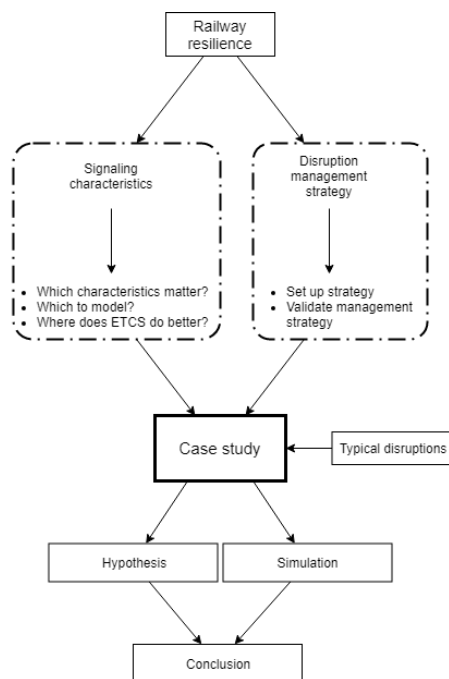 Railway
resilience
Signaling
characteristics
• Which characteristics matter?
• Which to model?
• Where does ETCS do better?
Disruption
management
strategy
• Set up strategy
• Validate management
strategy
Case study
Typical disruptions
Hypothesis
Simulation
Conclusion